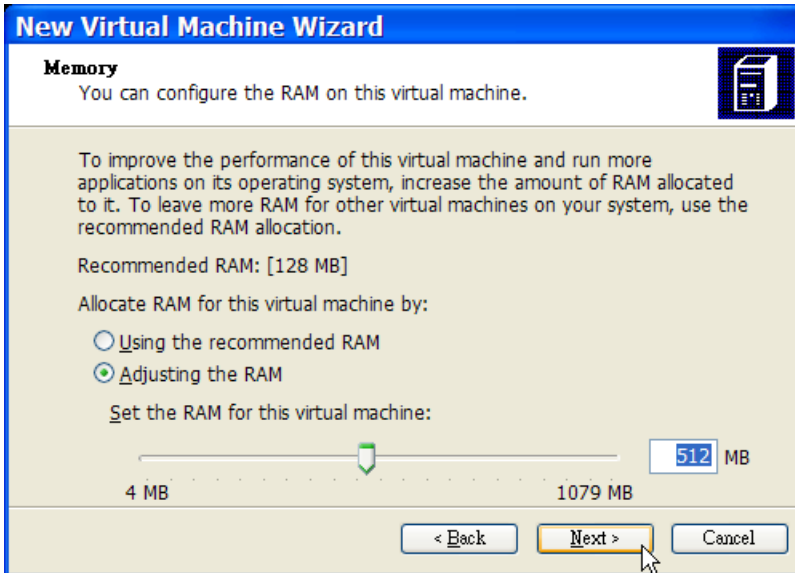 New Virtual Machine Wizard
Memory
You can configure the RAM on this virtual machine.
To improve the performance of this virtual machine and run more
applications on its operating system, increase the amount of RAM allocated
to it. To leave more RAM for other virtual machines on your system, use the
recommended RAM allocation.
Recommended RAM: [128 MB]
Allocate RAM for this virtual machine by:
Using the recommended RAM
Adjusting the RAM
Set the RAM for this virtual machine:
512 MB
4 MB 1079 MB
< Back Next > Cancel